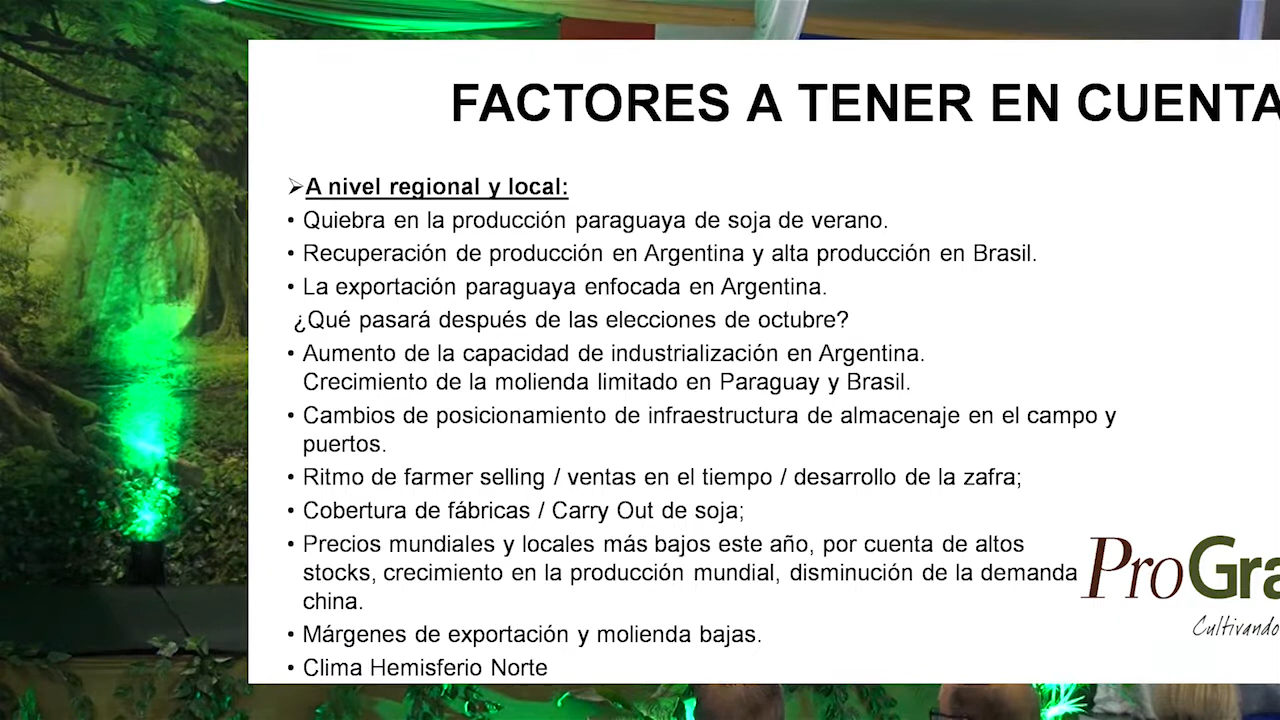 FACTORES A TENER EN CUENTA
➢A nivel regional y local:
• Quiebra en la producción paraguaya de soja de verano.
• Recuperación de producción en Argentina y alta producción en Brasil.
• La exportación paraguaya enfocada en Argentina.
¿Qué pasará después de las elecciones de octubre?
• Aumento de la capacidad de industrialización en Argentina.
Crecimiento de la molienda limitado en Paraguay y Brasil.
• Cambios de posicionamiento de infraestructura de almacenaje en el campo y
puertos.
• Ritmo de farmer selling / ventas en el tiempo / desarrollo de la zafra;
• Cobertura de fábricas / Carry Out de soja;
• Precios mundiales y locales más bajos este año, por cuenta de altos
stocks, crecimiento en la producción mundial, disminución de la demanda
china.
• Márgenes de exportación y molienda bajas.
• Clima Hemisferio Norte
ProGra
Cultivando